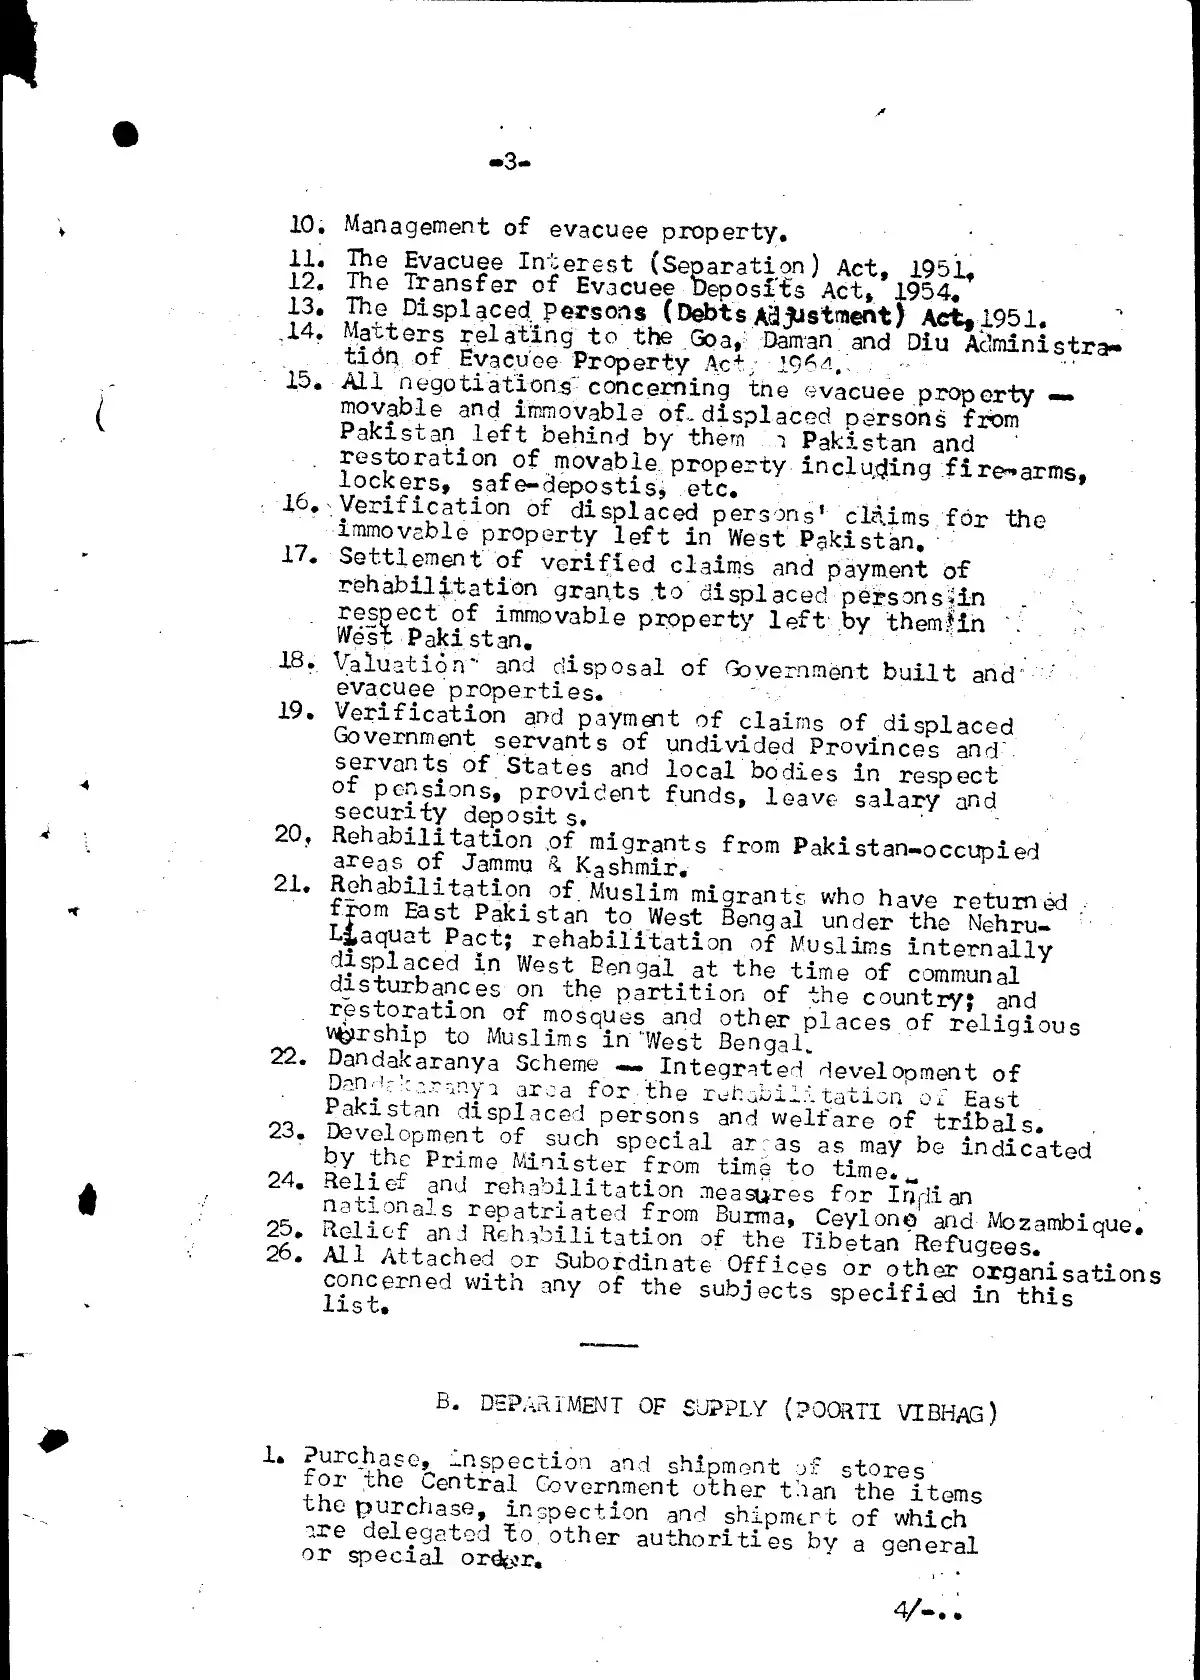 -3-
10. Management of evacuee property.
11. The Evacuee Interest (Separation) Act, 1951.
12. The Transfer of Evacuee Deposits Act, 1954.
13. The Displaced Persons (Debts Adjustment) Act, 1951.
14. Matters relating to the Goa, Daman and Diu Administra-
tion of Evacuee Property Act, 1964.
15. All negotiations concerning the evacuee property —
movable and immovable of displaced persons from
Pakistan left behind by them Pakistan and
restoration of movable property including fire-arms,
lockers, safe-depostis, etc.
16. Verification of displaced persons' claims for the
immovable property left in West Pakistan.
17. Settlement of verified claims and payment of
rehabilitation grants to displaced persons in
respect of immovable property left by them in
West Pakistan.
18. Valuation and disposal of Government built and
evacuee properties.
19. Verification and payment of claims of displaced
Government servants of undivided Provinces and
servants of States and local bodies in respect
of pensions, provident funds, leave salary and
security deposit s.
20. Rehabilitation of migrants from Pakistan-occupied
areas of Jammu & Kashmir.
21. Rehabilitation of Muslim migrants who have returned
from East Pakistan to West Bengal under the Nehru-
Liaquat Pact; rehabilitation of Muslims internally
displaced in West Bengal at the time of communal
disturbances on the partition of the country; and
restoration of mosques and other places of religious
worship to Muslims in West Bengal.
22. Dandakaranya Scheme — Integrated development of
Dandakaranya area for the rehabilitation of East
Pakistan displaced persons and welfare of tribals.
23. Development of such special areas as may be indicated
by the Prime Minister from time to time.
24. Relief and rehabilitation measures for Indian
nationals repatriated from Burma, Ceylone and Mozambique.
25. Relief and Rehabilitation of the Tibetan Refugees.
26. All Attached or Subordinate Offices or other organisations
concerned with any of the subjects specified in this
list.
B. DEPARTMENT OF SUPPLY (POORTI VIBHAG)
1. Purchase, inspection and shipment of stores
for the Central Government other than the items
the purchase, inspection and shipment of which
are delegated to other authorities by a general
or special order.
4/-..